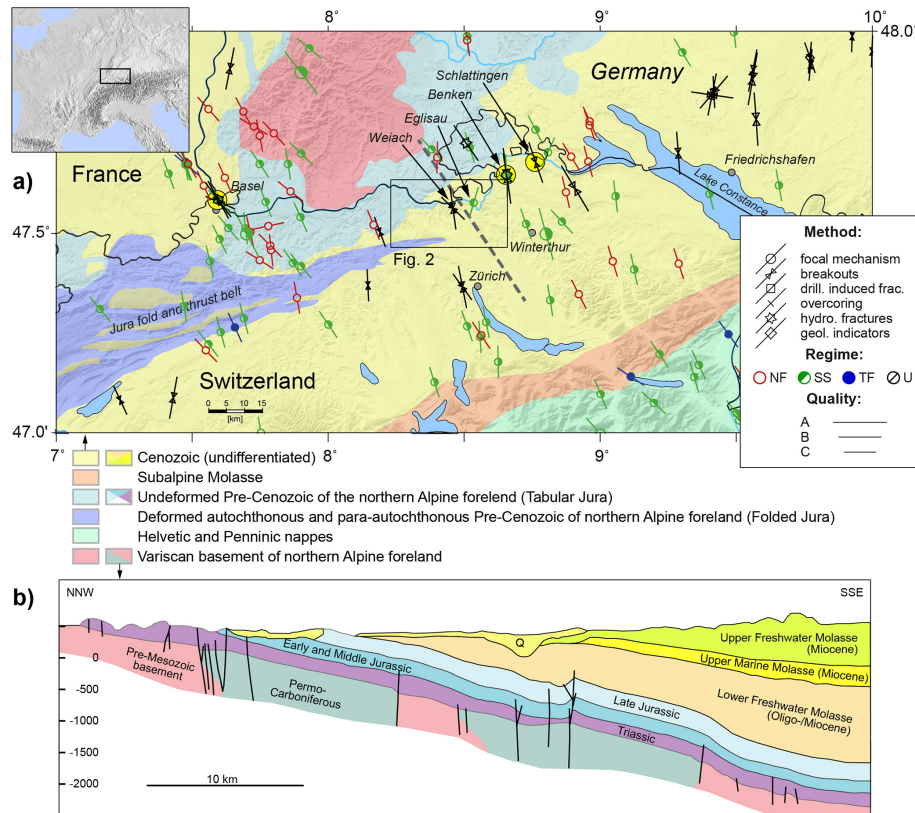 8°
9°
10°
48.0°
a)
Schlattingen
Benken
Eglisau
Weiach
Germany
France
Basel
Friedrichshafen
Lake Constance
47.5°
Winterthur
Fig. 2
Zürich
Jura fold and thrust belt
Switzerland
0 5 10 15
[km]
47.0°
7°
8°
9°
Method:
focal mechanism
breakouts
drill. induced frac.
overcoring
hydro. fractures
geol. indicators
Regime:
NF SS TF U
Quality:
A
B
C
Cenozoic (undifferentiated)
Subalpine Molasse
Undeformed Pre-Cenozoic of the northern Alpine forelend (Tabular Jura)
Deformed autochthonous and para-autochthonous Pre-Cenozoic of northern Alpine foreland (Folded Jura)
Helvetic and Penninic nappes
Variscan basement of northern Alpine foreland
b)
NNW
SSE
0
-500
-1000
-1500
-2000
Pre-Mesozoic
basement
Permo-
Carboniferous
Early and Middle Jurassic
Q
Late Jurassic
Triassic
Upper Freshwater Molasse
(Miocene)
Upper Marine Molasse (Miocene)
Lower Freshwater Molasse
(Oligo-/Miocene)
10 km